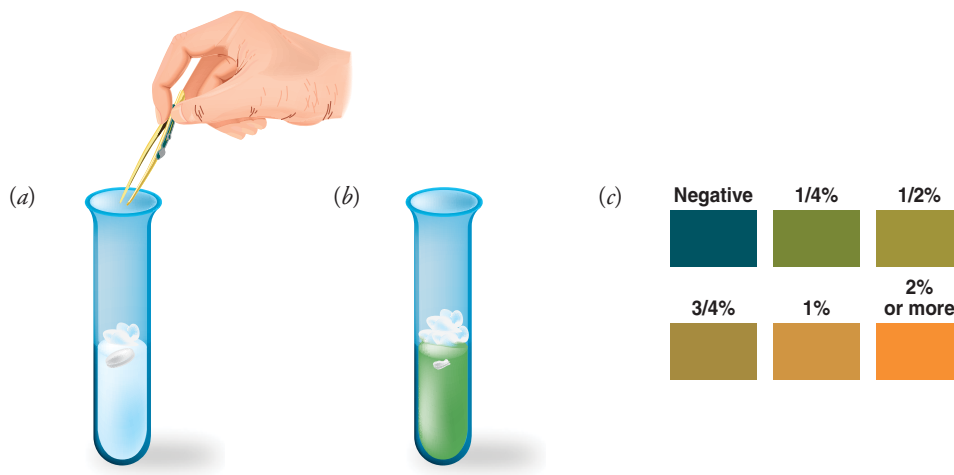 (a)
(b)
(c)
Negative
1/4%
1/2%
3/4%
1%
2%
or more